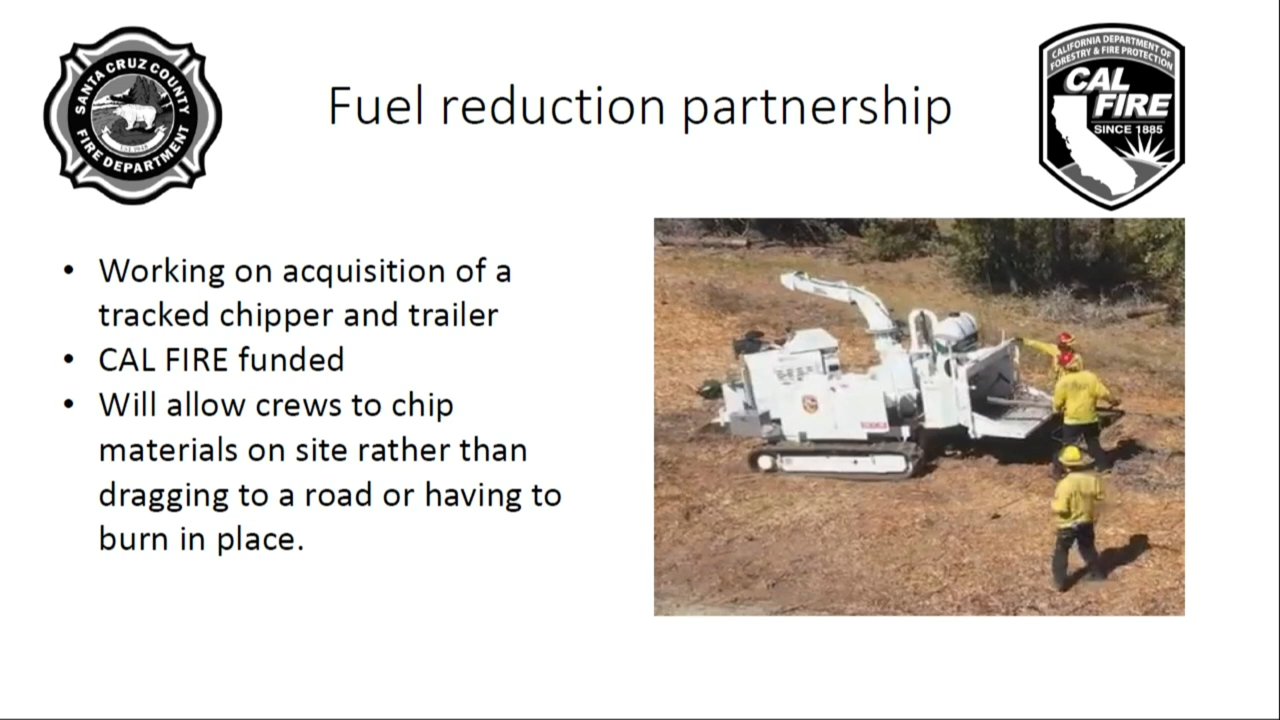 SANTA CRUZ COUNTY
FIRE DEPARTMENT
Fuel reduction partnership
CALIFORNIA DEPARTMENT OF
FORESTRY & FIRE PROTECTION
CAL
FIRE
SINCE 1885
• Working on acquisition of a
tracked chipper and trailer
• CAL FIRE funded
• Will allow crews to chip
materials on site rather than
dragging to a road or having to
burn in place.